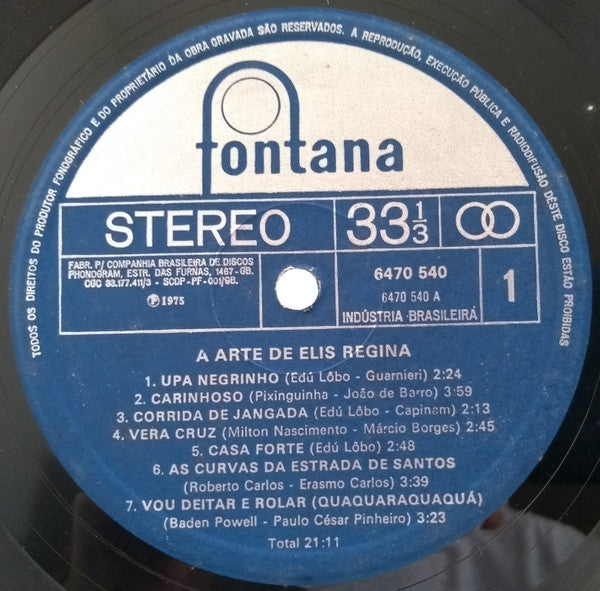 TODOS OS DIREITOS DO PRODUTOR FONOGRÁFICO E DO PROPRIETÁRIO DA OBRA GRAVADA SÃO RESERVADOS. A REPRODUÇÃO, EXECUÇÃO PÚBLICA E RADIODIFUSÃO DÊSTE DISCO ESTÃO PROIBIDAS
fontana
STEREO
33 1/3
FABR. P/ COMPANHIA BRASILEIRA DE DISCOS
PHONOGRAM, ESTR. DAS FURNAS, 1467-GB.
CGC 33.177.411/3 - SCDP-PF-001/GB.
Ⓟ 1975
6470 540
6470 540 A
INDÚSTRIA BRASILEIRA
1
A ARTE DE ELIS REGINA
1. UPA NEGRINHO (Edú Lôbo - Guarnieri) 2:24
2. CARINHOSO (Pixinguinha - João de Barro) 3:59
3. CORRIDA DE JANGADA (Edú Lôbo - Capinam) 2:13
4. VERA CRUZ (Milton Nascimento - Márcio Borges) 2:45
5. CASA FORTE (Edú Lôbo) 2:48
6. AS CURVAS DA ESTRADA DE SANTOS
(Roberto Carlos - Erasmo Carlos) 3:39
7. VOU DEITAR E ROLAR (QUAQUARAQUAQUÁ)
(Baden Powell - Paulo César Pinheiro) 3:23
Total 21:11